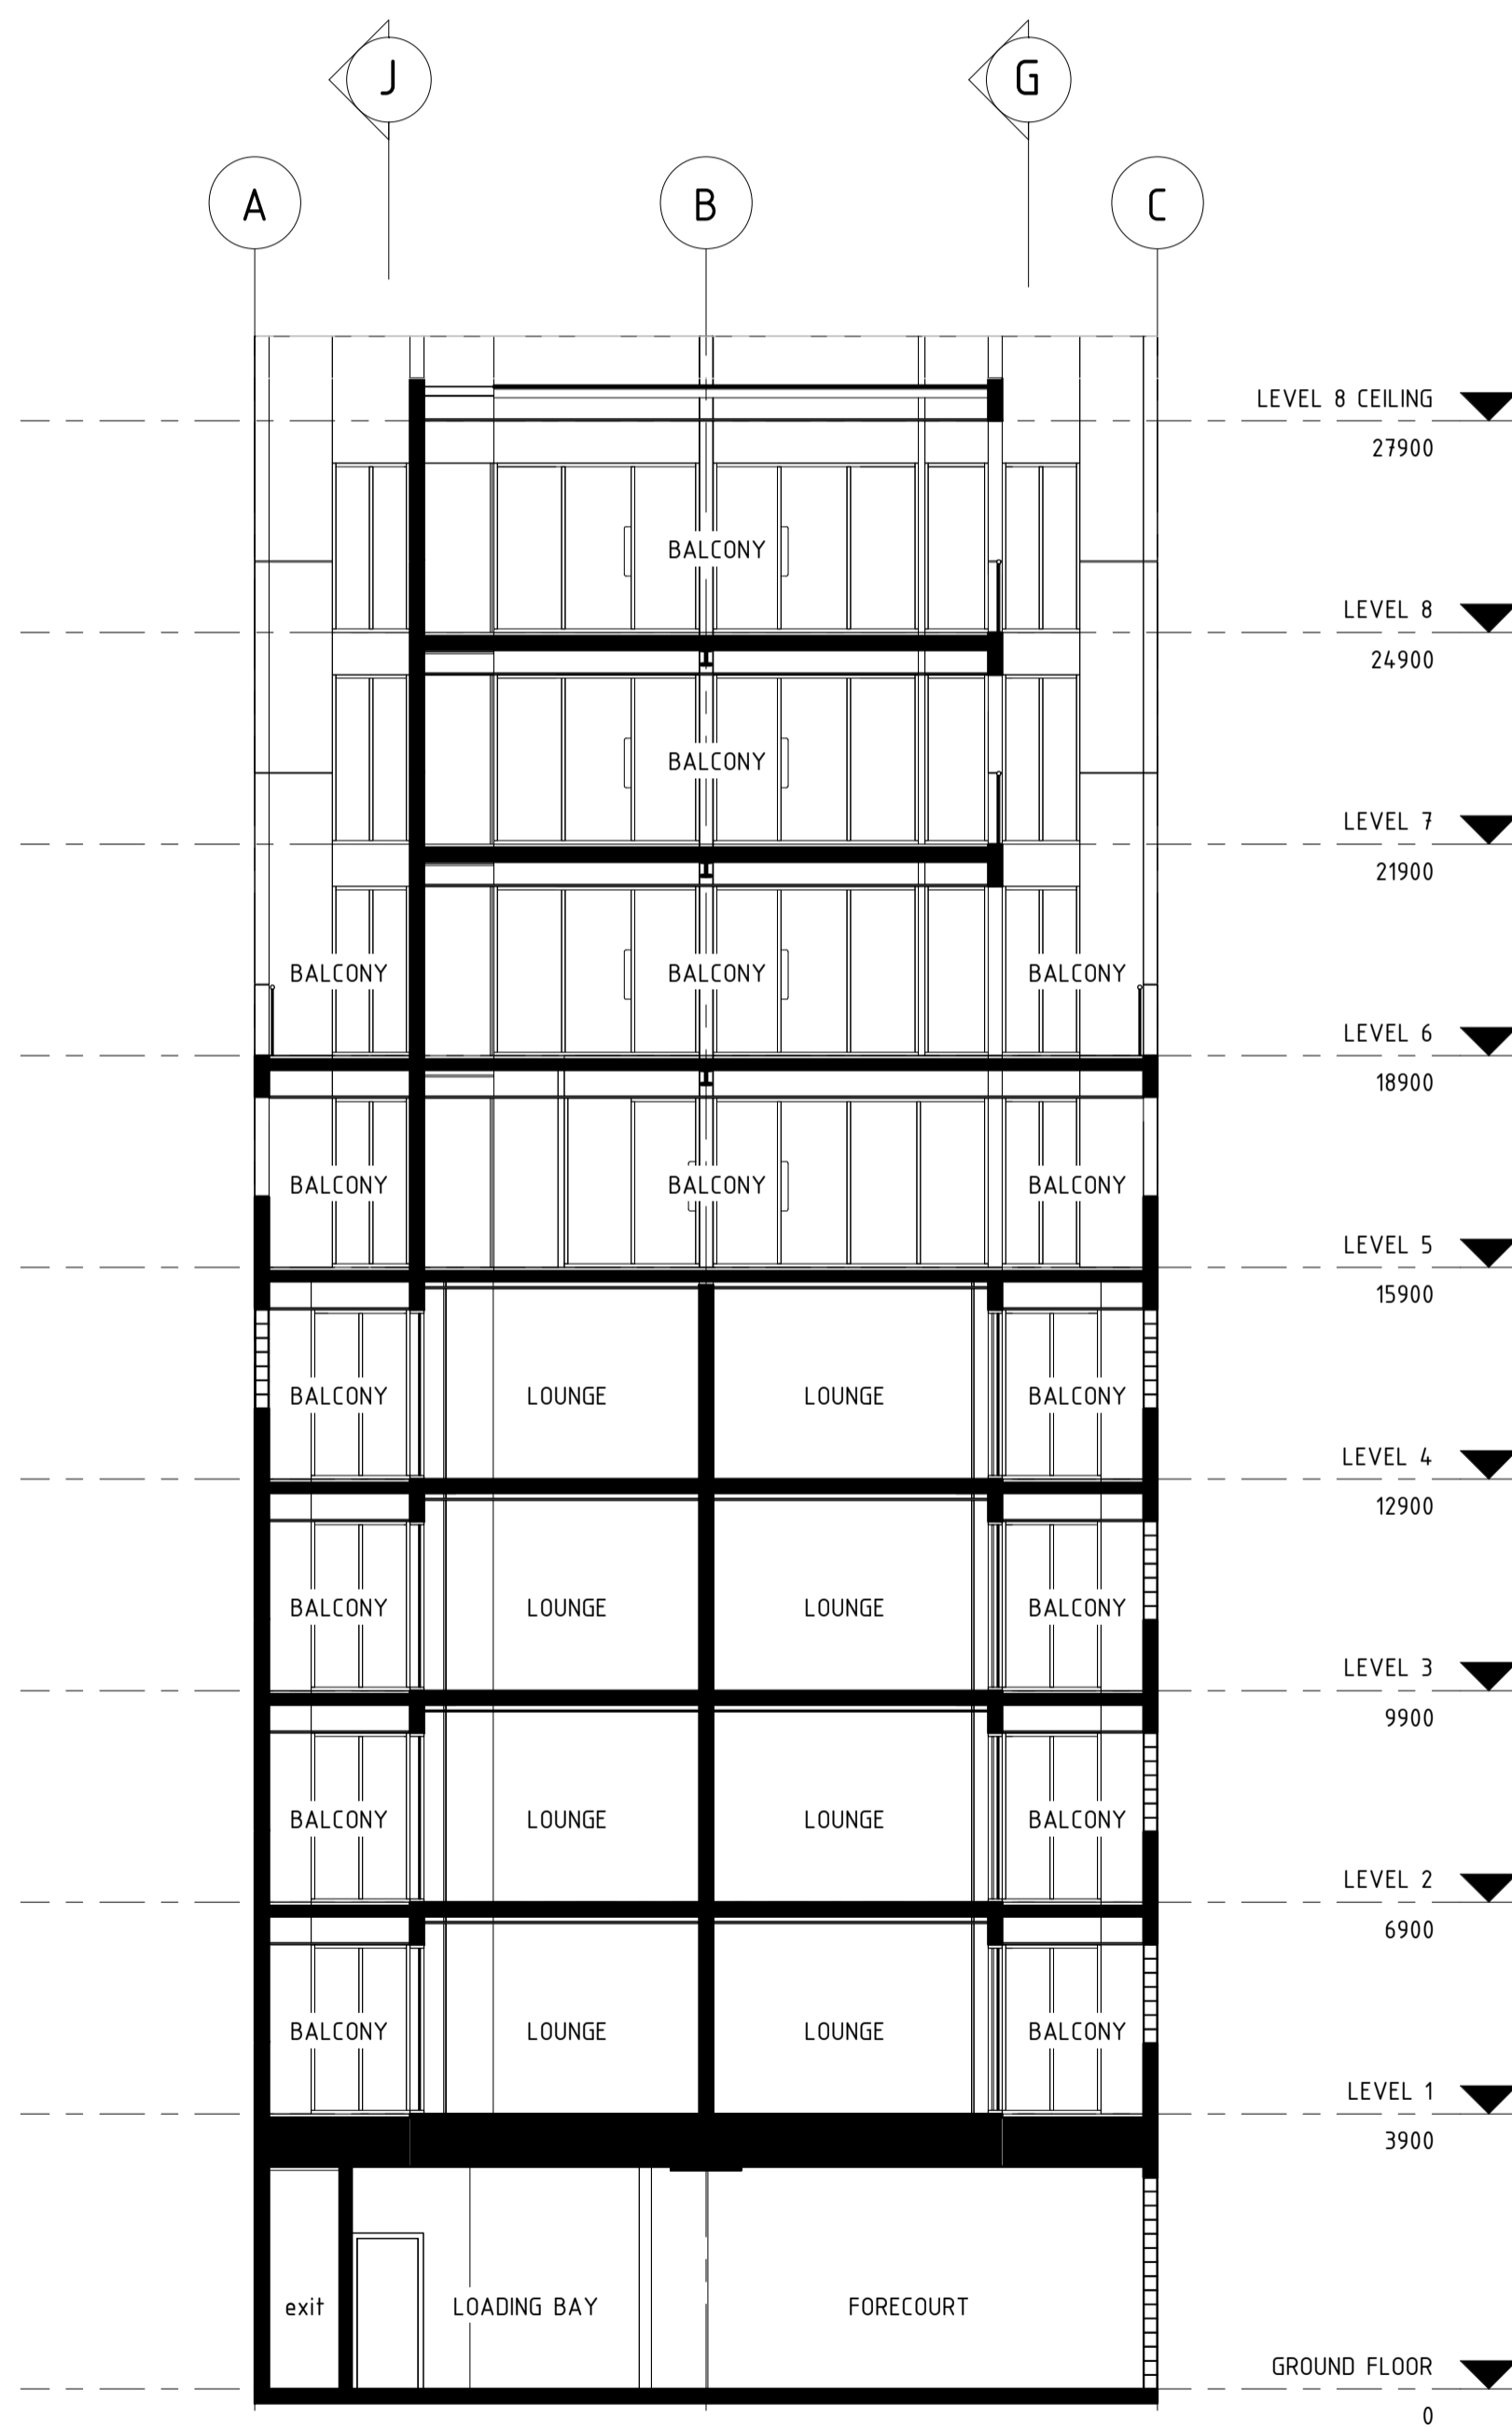 J
G
A
B
C
LEVEL 8 CEILING
27900
BALCONY
LEVEL 8
24900
BALCONY
LEVEL 7
21900
BALCONY BALCONY BALCONY
LEVEL 6
18900
BALCONY BALCONY BALCONY
LEVEL 5
15900
BALCONY LOUNGE LOUNGE BALCONY
LEVEL 4
12900
BALCONY LOUNGE LOUNGE BALCONY
LEVEL 3
9900
BALCONY LOUNGE LOUNGE BALCONY
LEVEL 2
6900
BALCONY LOUNGE LOUNGE BALCONY
LEVEL 1
3900
exit LOADING BAY FORECOURT
GROUND FLOOR
0